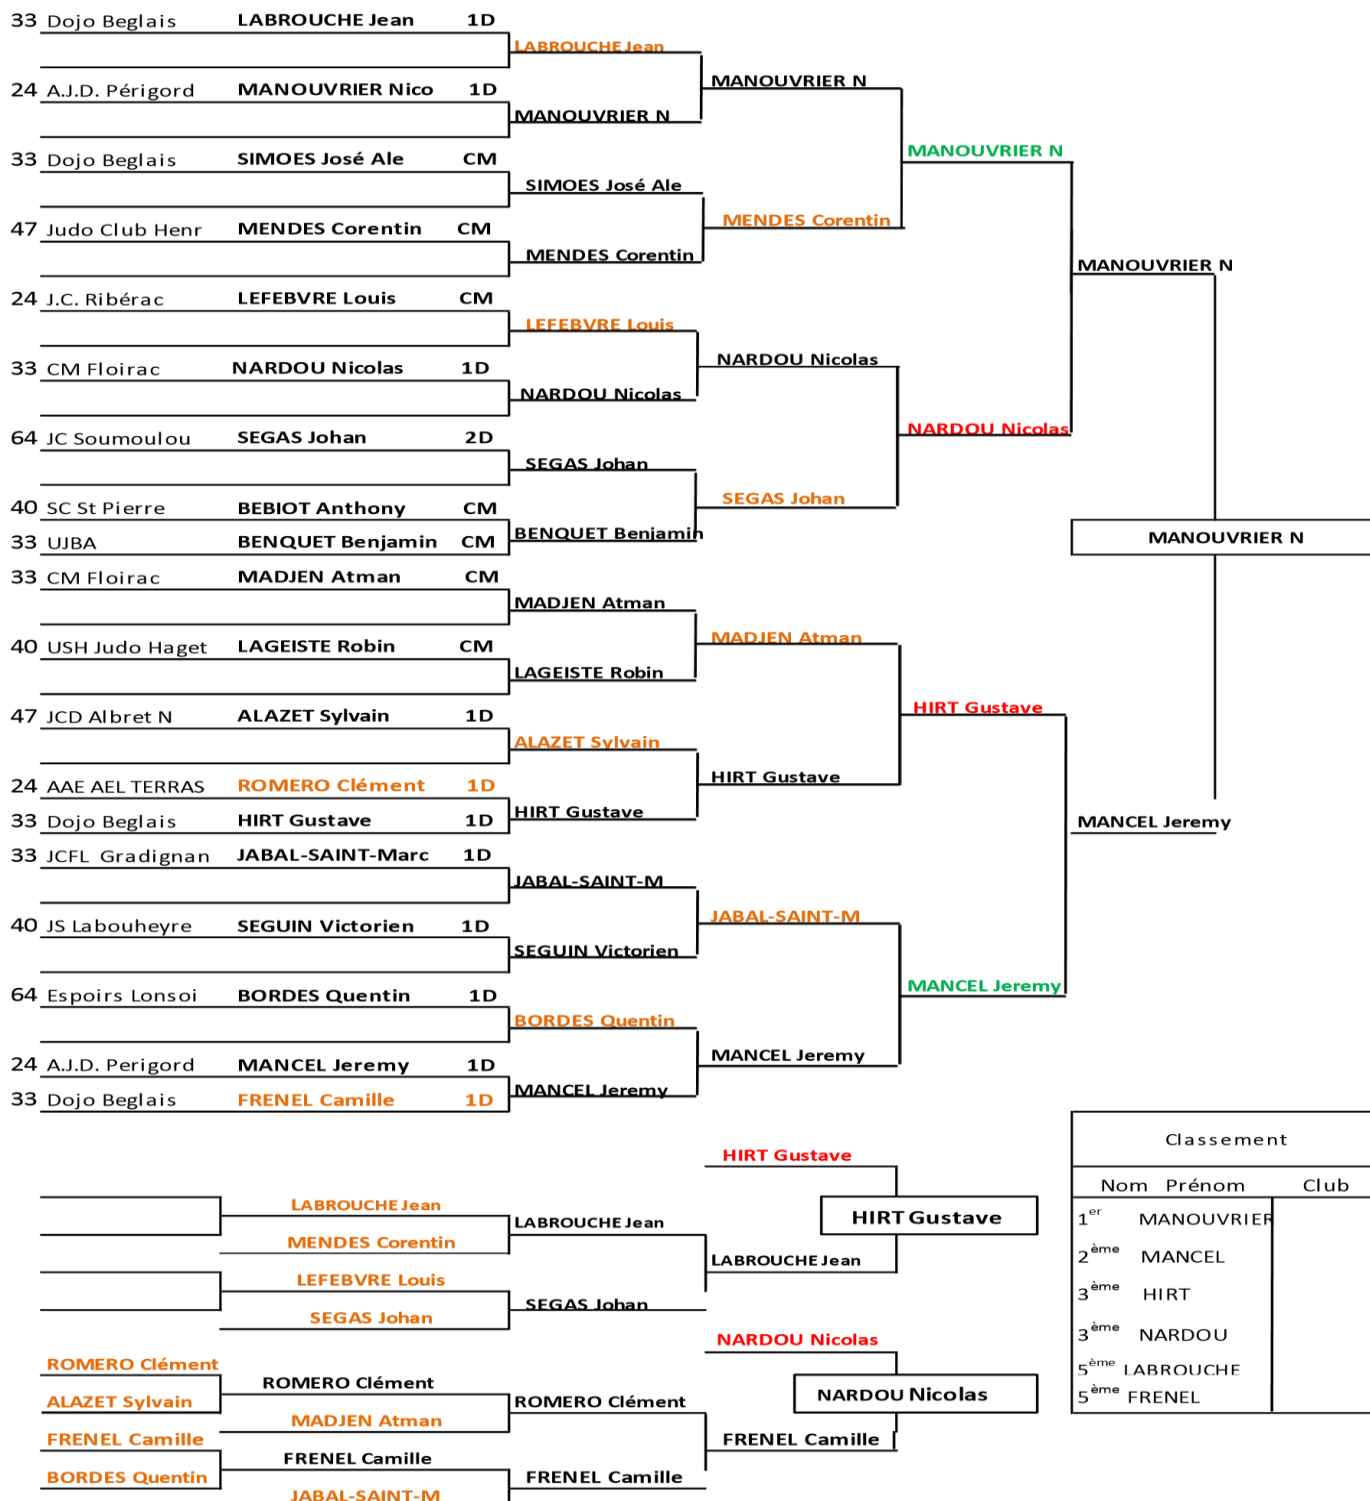 33 Dojo Beglais LABROUCHE Jean 1D
LABROUCHE Jean
MANOUVRIER N
24 A.J.D. Périgord MANOUVRIER Nico 1D
MANOUVRIER N
MANOUVRIER N
33 Dojo Beglais SIMOES José Ale CM
SIMOES José Ale
MENDES Corentin
47 Judo Club Henr MENDES Corentin CM
MENDES Corentin
MANOUVRIER N
24 J.C. Ribérac LEFEBVRE Louis CM
LEFEBVRE Louis
NARDOU Nicolas
33 CM Floirac NARDOU Nicolas 1D
NARDOU Nicolas
NARDOU Nicolas
64 JC Soumoulou SEGAS Johan 2D
SEGAS Johan
SEGAS Johan
40 SC St Pierre BEBIOT Anthony CM
BENQUET Benjamin
MANOUVRIER N
33 UJBA BENQUET Benjamin CM
33 CM Floirac MADJEN Atman CM
MADJEN Atman
MADJEN Atman
40 USH Judo Haget LAGEISTE Robin CM
LAGEISTE Robin
HIRT Gustave
47 JCD Albret N ALAZET Sylvain 1D
ALAZET Sylvain
HIRT Gustave
24 AAE AEL TERRAS ROMERO Clément 1D
HIRT Gustave
33 Dojo Beglais HIRT Gustave 1D
MANCEL Jeremy
33 JCFL Gradignan JABAL-SAINT-Marc 1D
JABAL-SAINT-M
JABAL-SAINT-M
40 JS Labouheyre SEGUIN Victorien 1D
SEGUIN Victorien
MANCEL Jeremy
64 Espoirs Lonsoi BORDES Quentin 1D
BORDES Quentin
MANCEL Jeremy
24 A.J.D. Perigord MANCEL Jeremy 1D
MANCEL Jeremy
33 Dojo Beglais FRENEL Camille 1D
HIRT Gustave
LABROUCHE Jean
LABROUCHE Jean
HIRT Gustave
MENDES Corentin
LABROUCHE Jean
LEFEBVRE Louis
SEGAS Johan
SEGAS Johan
NARDOU Nicolas
ROMERO Clément
ROMERO Clément
ALAZET Sylvain
ROMERO Clément
NARDOU Nicolas
MADJEN Atman
FRENEL Camille
FRENEL Camille
FRENEL Camille
BORDES Quentin
FRENEL Camille
JABAL-SAINT-M
Classement
Nom Prénom Club
1er MANOUVRIER
2ème MANCEL
3ème HIRT
3ème NARDOU
5ème LABROUCHE
5ème FRENEL